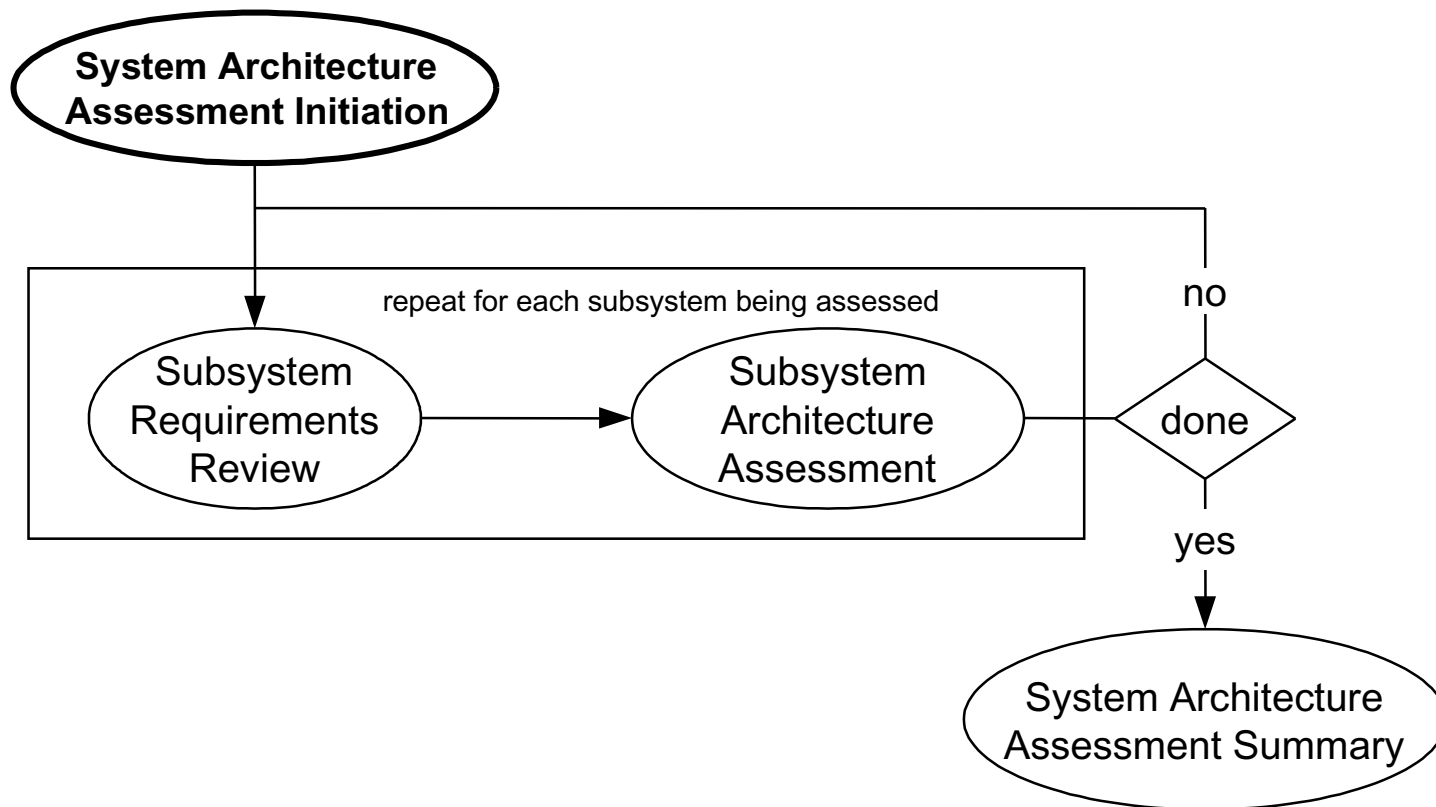 System Architecture
Assessment Initiation
repeat for each subsystem being assessed
no
Subsystem
Requirements
Review
Subsystem
Architecture
Assessment
done
yes
System Architecture
Assessment Summary